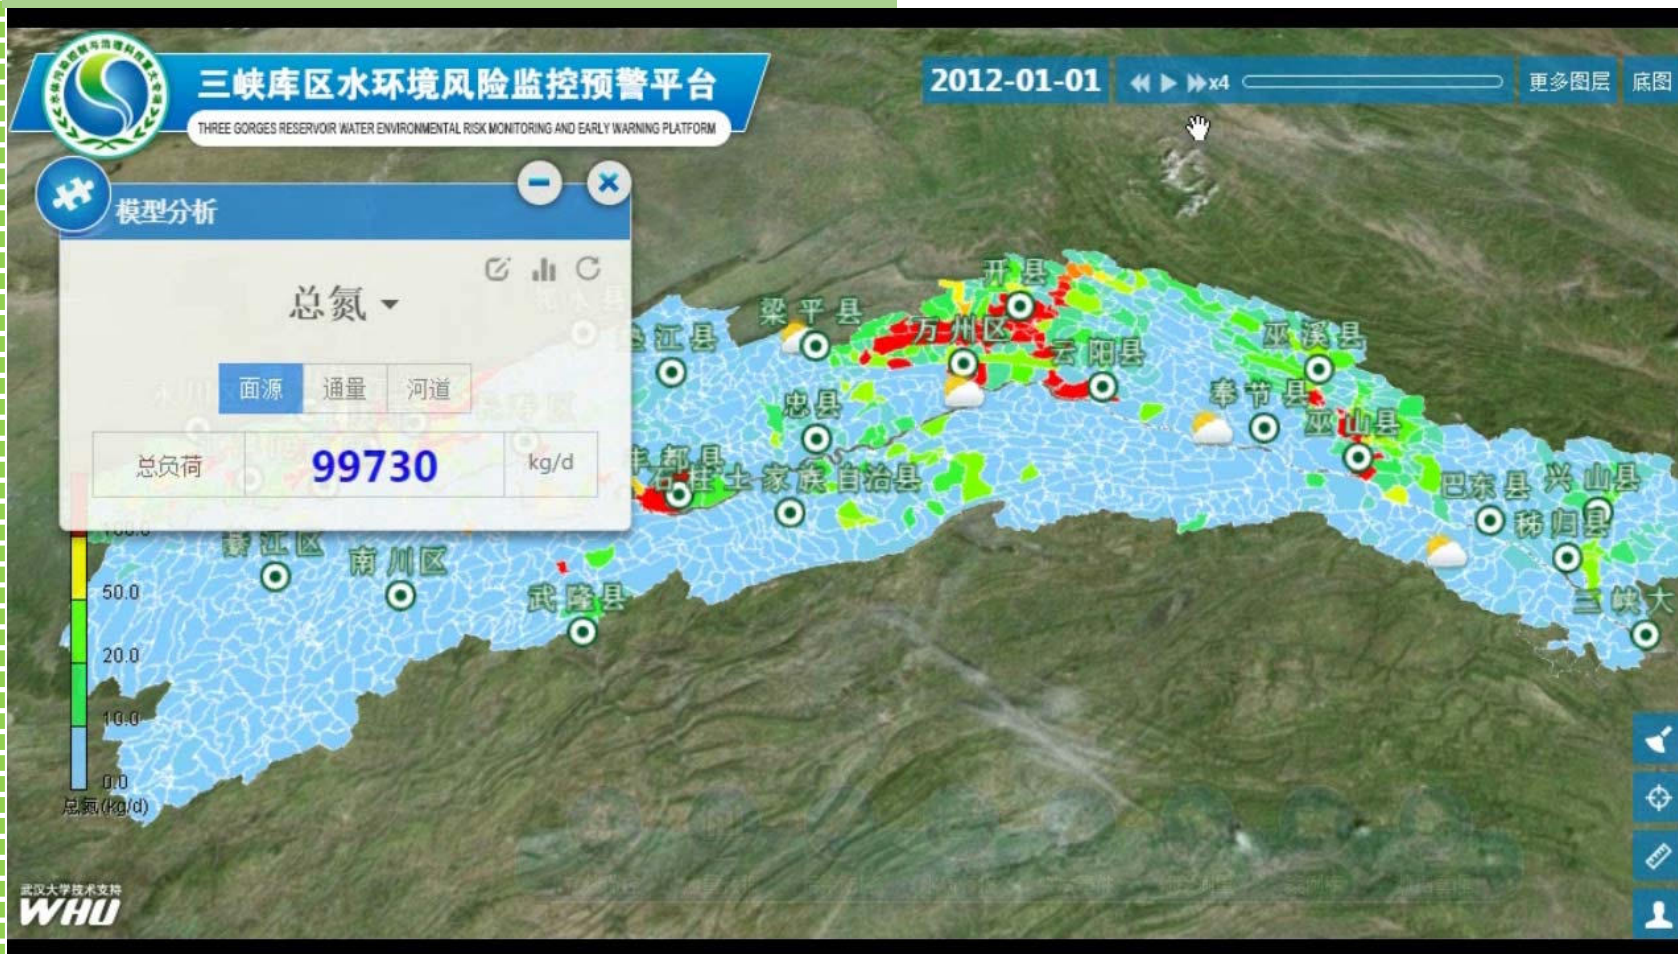 三峡库区水环境风险监控预警平台
THREE GORGES RESERVOIR WATER ENVIRONMENTAL RISK MONITORING AND EARLY WARNING PLATFORM
2012-01-01
x4
更多图层
底图
模型分析
总氮
面源
通量
河道
总负荷
99730
kg/d
开县
梁平县
万州区
云阳县
巫溪县
忠县
奉节县
巫山县
石柱土家族自治县
巴东县
兴山县
秭归县
三峡大
綦江区
南川区
武隆县
100.0
50.0
20.0
10.0
0.0
总氮(kg/d)
武汉大学技术支持
WHU